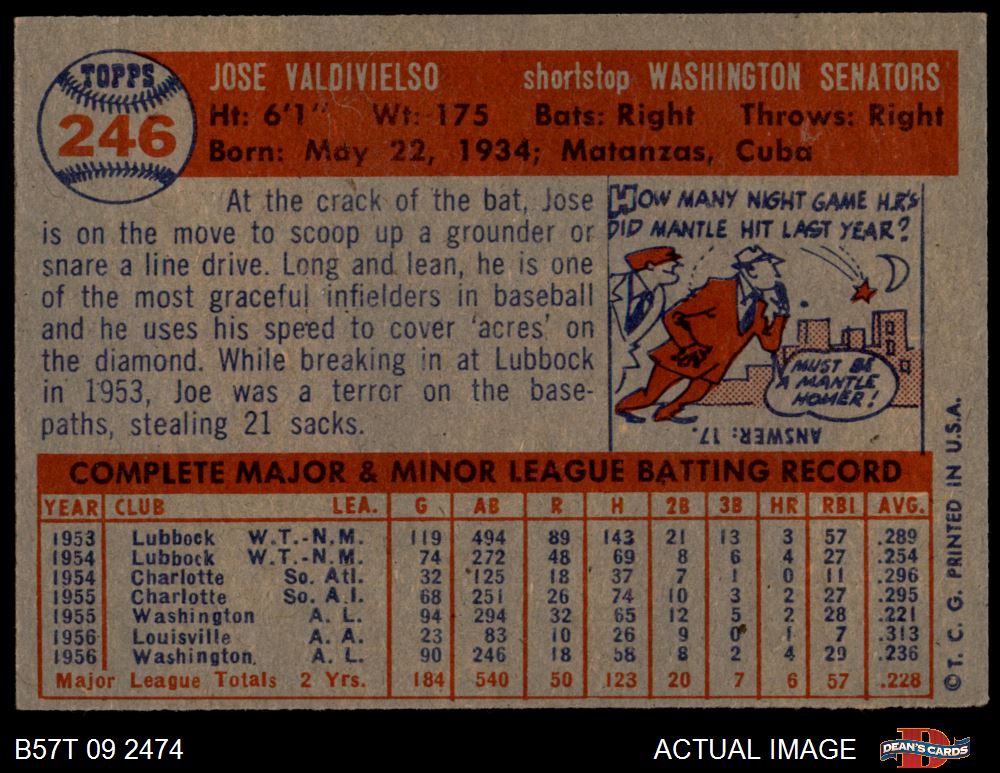 TOPPS
246
JOSE VALDIVIELSO shortstop WASHINGTON SENATORS
Ht: 6'1" Wt: 175 Bats: Right Throws: Right
Born: May 22, 1934; Matanzas, Cuba
At the crack of the bat, Jose
is on the move to scoop up a grounder or
snare a line drive. Long and lean, he is one
of the most graceful infielders in baseball
and he uses his speed to cover 'acres' on
the diamond. While breaking in at Lubbock
in 1953, Joe was a terror on the base-
paths, stealing 21 sacks.
HOW MANY NIGHT GAME H.R'S
DID MANTLE HIT LAST YEAR?
MUST BE
A MANTLE
HOMER!
ANSWER: 17.
COMPLETE MAJOR & MINOR LEAGUE BATTING RECORD
YEAR CLUB LEA. G AB R H 2B 3B HR RBI AVG.
1953 Lubbock W.T.-N.M. 119 494 89 143 21 13 3 57 .289
1954 Lubbock W.T.-N.M. 74 272 48 69 8 6 4 27 .254
1954 Charlotte So. Atl. 32 125 18 37 7 1 0 11 .296
1955 Charlotte So. A.l. 68 251 26 74 10 3 2 27 .295
1955 Washington A. L. 94 294 32 65 12 5 2 28 .221
1956 Louisville A. A. 23 83 10 26 9 0 1 7 .313
1956 Washington. A. L. 90 246 18 58 8 2 4 29 .236
Major League Totals 2 Yrs. 184 540 50 123 20 7 6 57 .228
© T. C. G. PRINTED IN U.S.A.
B57T 09 2474 ACTUAL IMAGE DEAN'S CARDS